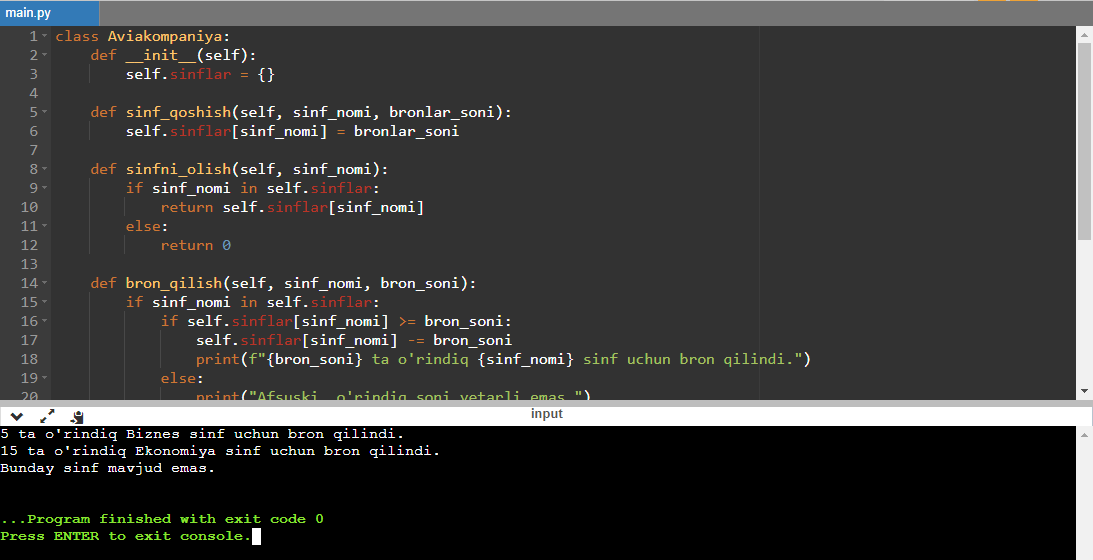 main.py
1 class Aviakompaniya:
2     def __init__(self):
3         self.sinflar = {}
4
5     def sinf_qoshish(self, sinf_nomi, bronlar_soni):
6         self.sinflar[sinf_nomi] = bronlar_soni
7
8     def sinfni_olish(self, sinf_nomi):
9         if sinf_nomi in self.sinflar:
10             return self.sinflar[sinf_nomi]
11         else:
12             return 0
13
14     def bron_qilish(self, sinf_nomi, bron_soni):
15         if sinf_nomi in self.sinflar:
16             if self.sinflar[sinf_nomi] >= bron_soni:
17                 self.sinflar[sinf_nomi] -= bron_soni
18                 print(f"{bron_soni} ta o'rindiq {sinf_nomi} sinf uchun bron qilindi.")
19             else:
20                 print("Afsuski, o'rindiq soni yetarli emas.")
input
5 ta o'rindiq Biznes sinf uchun bron qilindi.
15 ta o'rindiq Ekonomiya sinf uchun bron qilindi.
Bunday sinf mavjud emas.
...Program finished with exit code 0
Press ENTER to exit console.